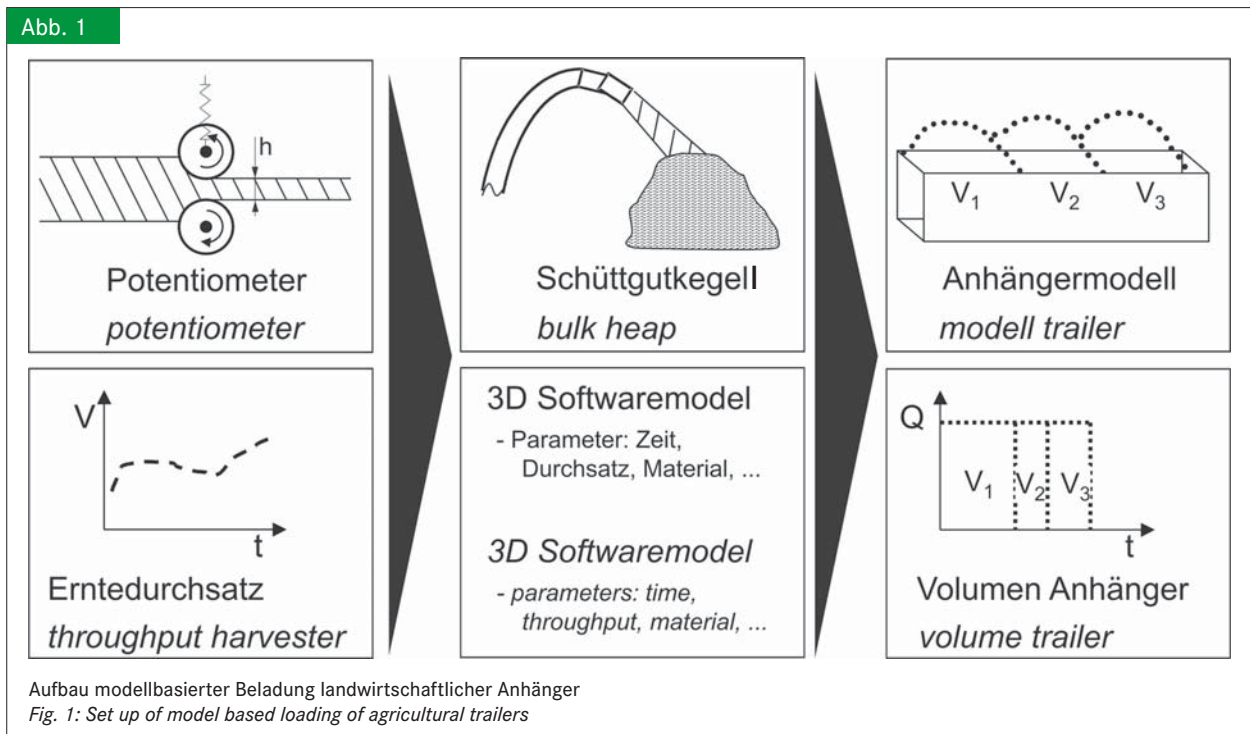 Abb. 1
h
Potentiometer
potentiometer
Schüttgutkegell
bulk heap
V1 V2 V3
Anhängermodell
modell trailer
V
t
Erntedurchsatz
throughput harvester
3D Softwaremodel
- Parameter: Zeit,
Durchsatz, Material, ...
3D Softwaremodel
- parameters: time,
throughput, material, ...
Q
V1 V2 V3
t
Volumen Anhänger
volume trailer
Aufbau modellbasierter Beladung landwirtschaftlicher Anhänger
Fig. 1: Set up of model based loading of agricultural trailers